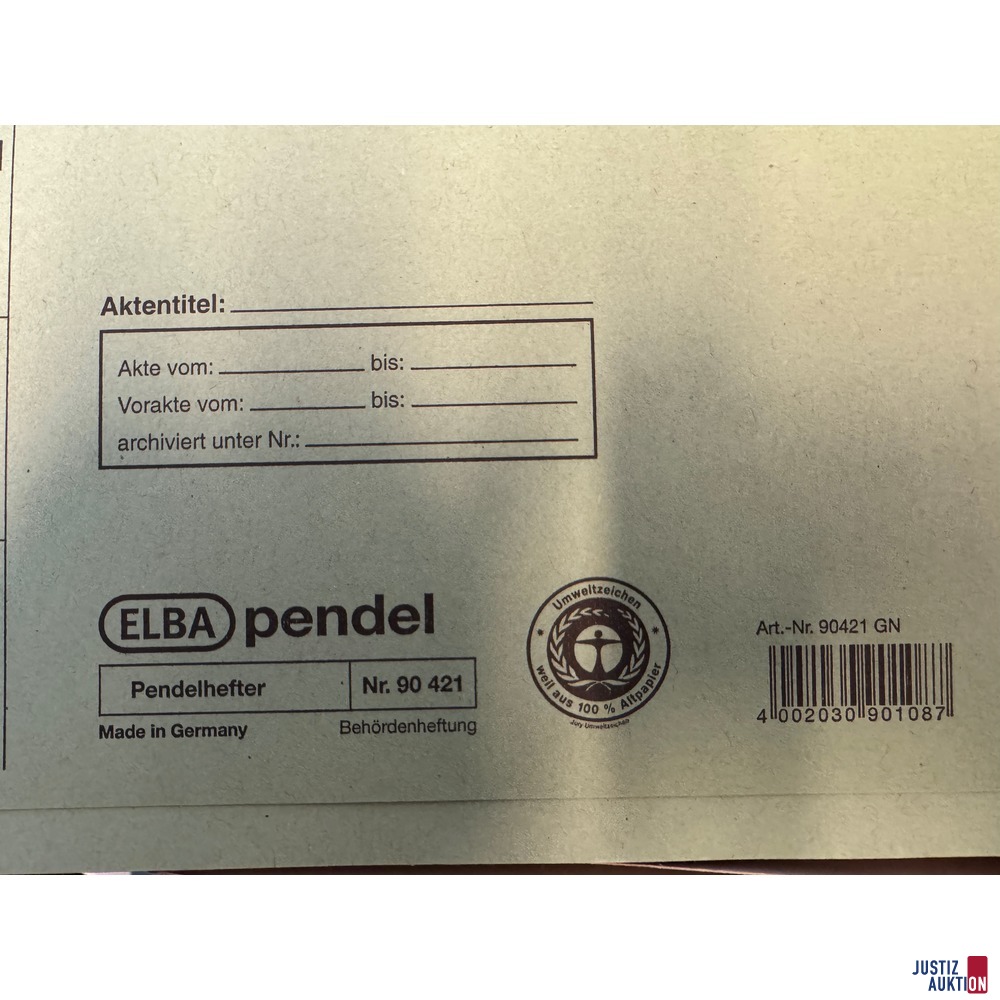 Aktentitel:
Akte vom: bis:
Vorakte vom: bis:
archiviert unter Nr.:
ELBA pendel
Pendelhefter Nr. 90 421
Made in Germany Behördenheftung
Umweltzeichen
weil aus 100 % Altpapier
Jury Umweltzeichen
Art.-Nr. 90421 GN
4 002030 901087
JUSTIZ
AUKTION